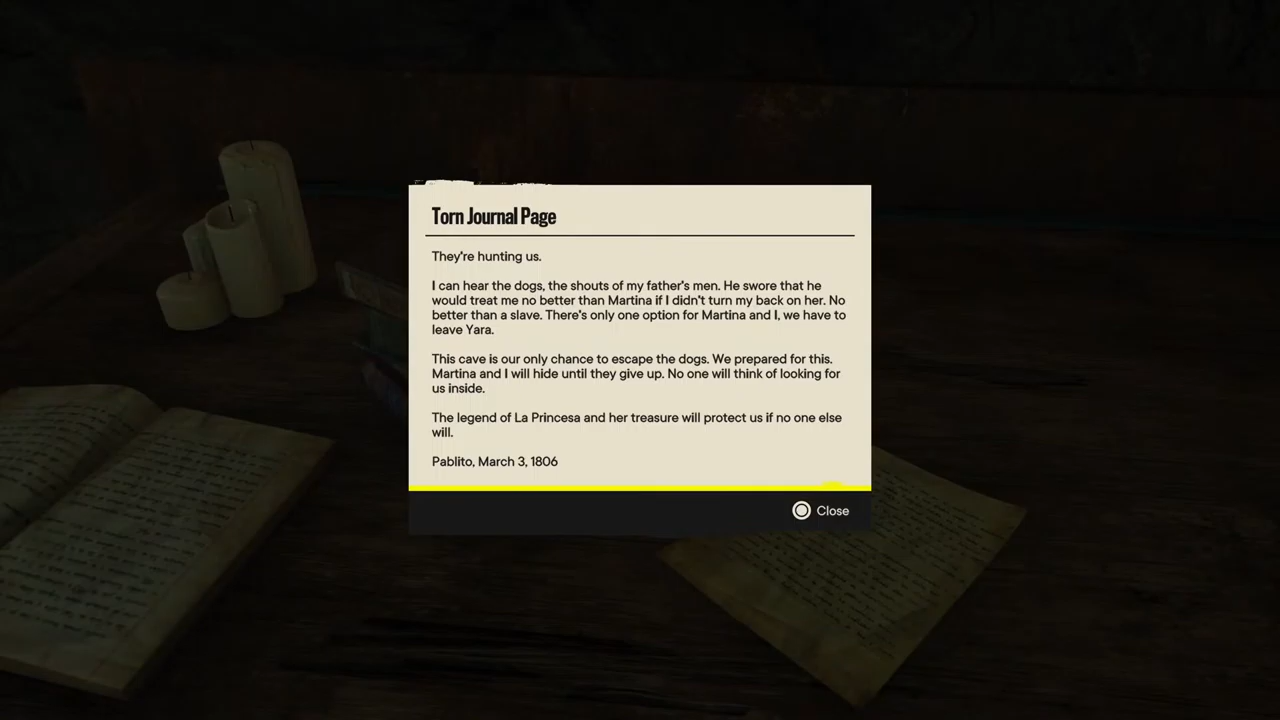 Torn Journal Page
They're hunting us.
I can hear the dogs, the shouts of my father's men. He swore that he
would treat me no better than Martina if I didn't turn my back on her. No
better than a slave. There's only one option for Martina and I, we have to
leave Yara.
This cave is our only chance to escape the dogs. We prepared for this.
Martina and I will hide until they give up. No one will think of looking for
us inside.
The legend of La Princesa and her treasure will protect us if no one else
will.
Pablito, March 3, 1806
Close